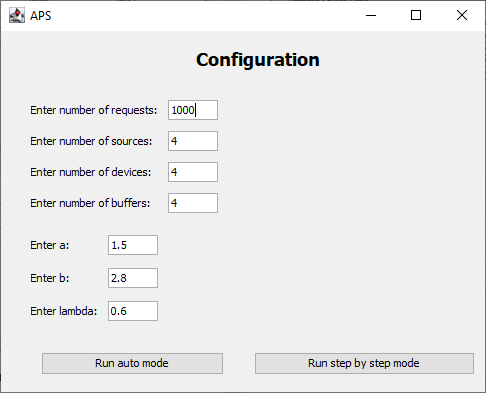 APS
Configuration
Enter number of requests: 1000
Enter number of sources: 4
Enter number of devices: 4
Enter number of buffers: 4
Enter a: 1.5
Enter b: 2.8
Enter lambda: 0.6
Run auto mode Run step by step mode